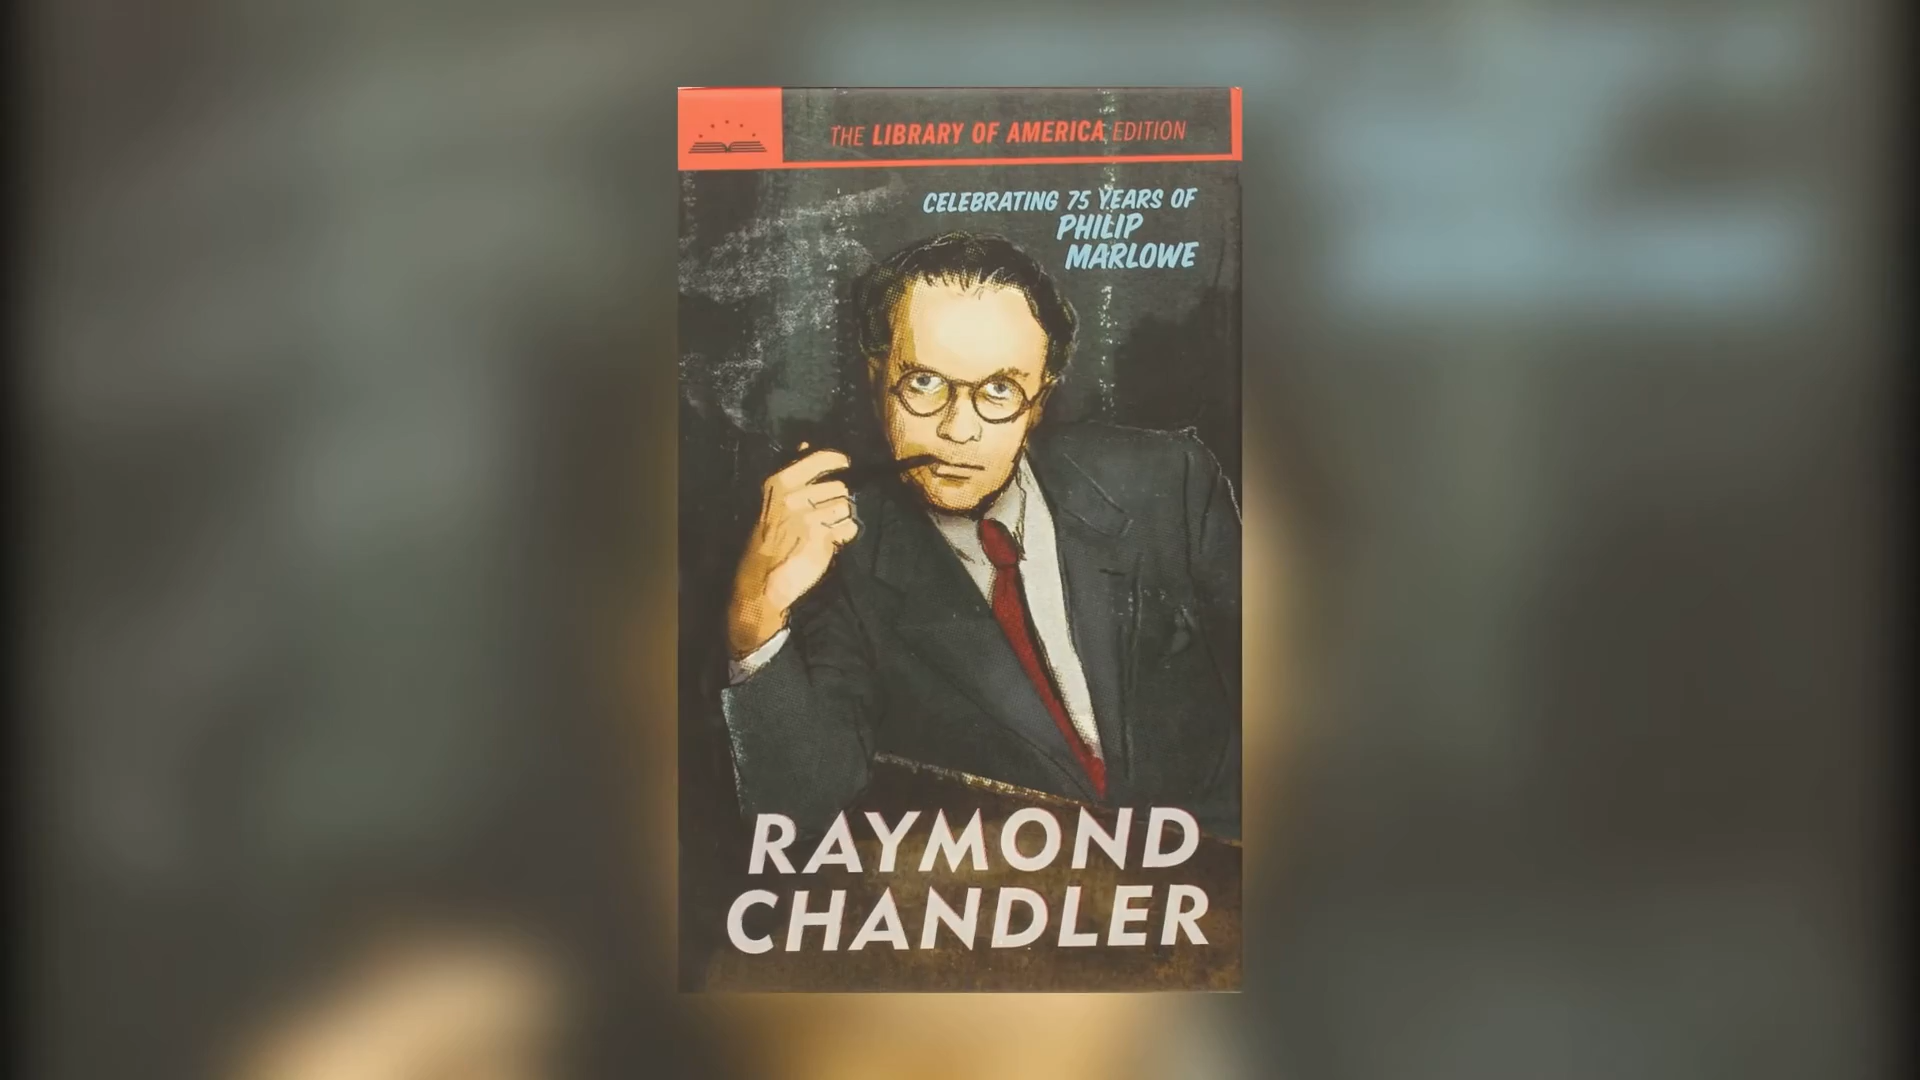 THE LIBRARY OF AMERICA EDITION
CELEBRATING 75 YEARS OF
PHILIP
MARLOWE
RAYMOND
CHANDLER